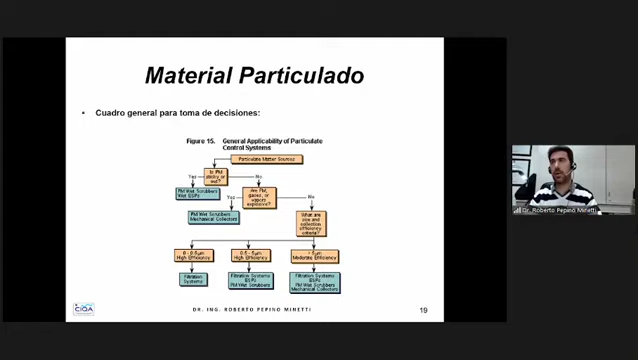 Material Particulado
Cuadro general para toma de decisiones:
Figure 15. General Applicability of Particulate
Control Systems
Particulate Matter Sources
Is PM
sticky or
wet?
Yes
No
PM Wet Scrubbers
Wet ESPs
Are PM,
gases, or
vapors
explosive?
Yes
No
PM Wet Scrubbers
Mechanical Collectors
What are
size and
collection
efficiency
criteria?
0 - 0.5µm
High Efficiency
0.5 - 5µm
High Efficiency
Moderate Efficiency
Filtration
Systems
Filtration Systems
ESPs
PM Wet Scrubbers
Filtration Systems
ESPs
PM Wet Scrubbers
Mechanical Collectors
CIQA
DR. ING. ROBERTO PEPINO MINETTI
19
Dr. Roberto Pepino Minetti